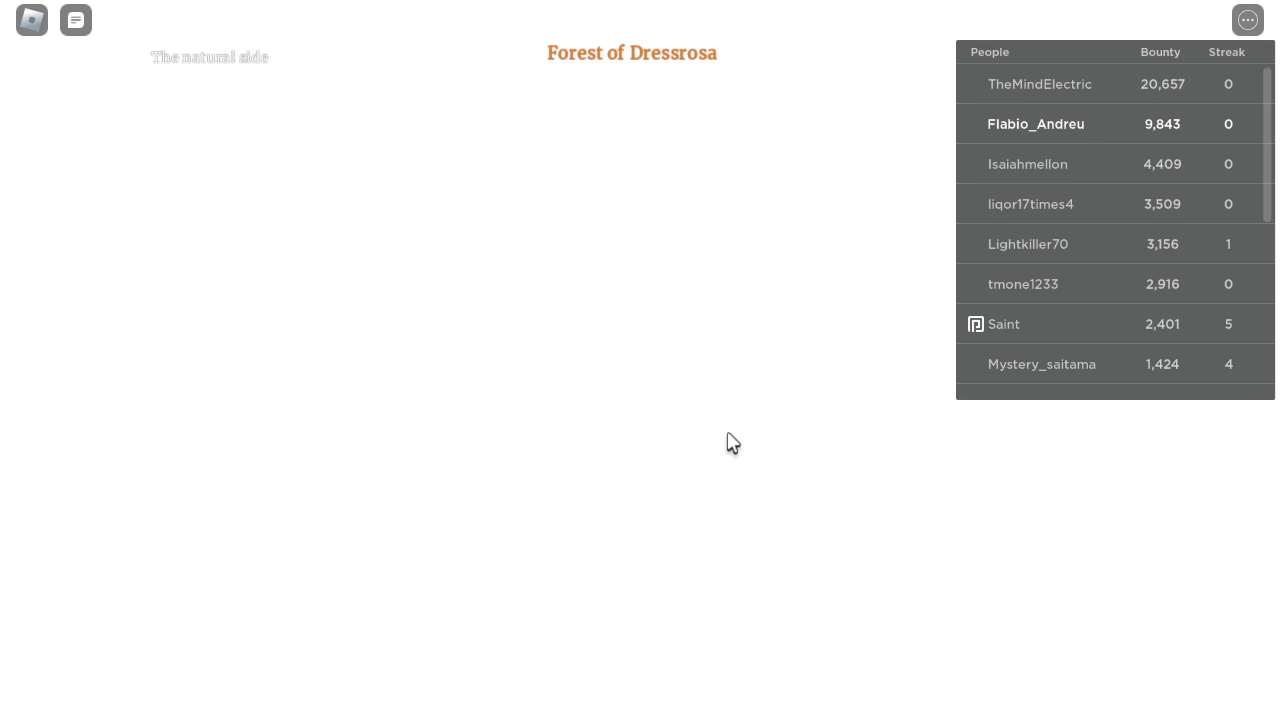 The natural side
Forest of Dressrosa
People Bounty Streak
TheMindElectric 20,657 0
Flabio_Andreu 9,843 0
Isaiahmellon 4,409 0
liqor17times4 3,509 0
Lightkiller70 3,156 1
tmone1233 2,916 0
Saint 2,401 5
Mystery_saitama 1,424 4